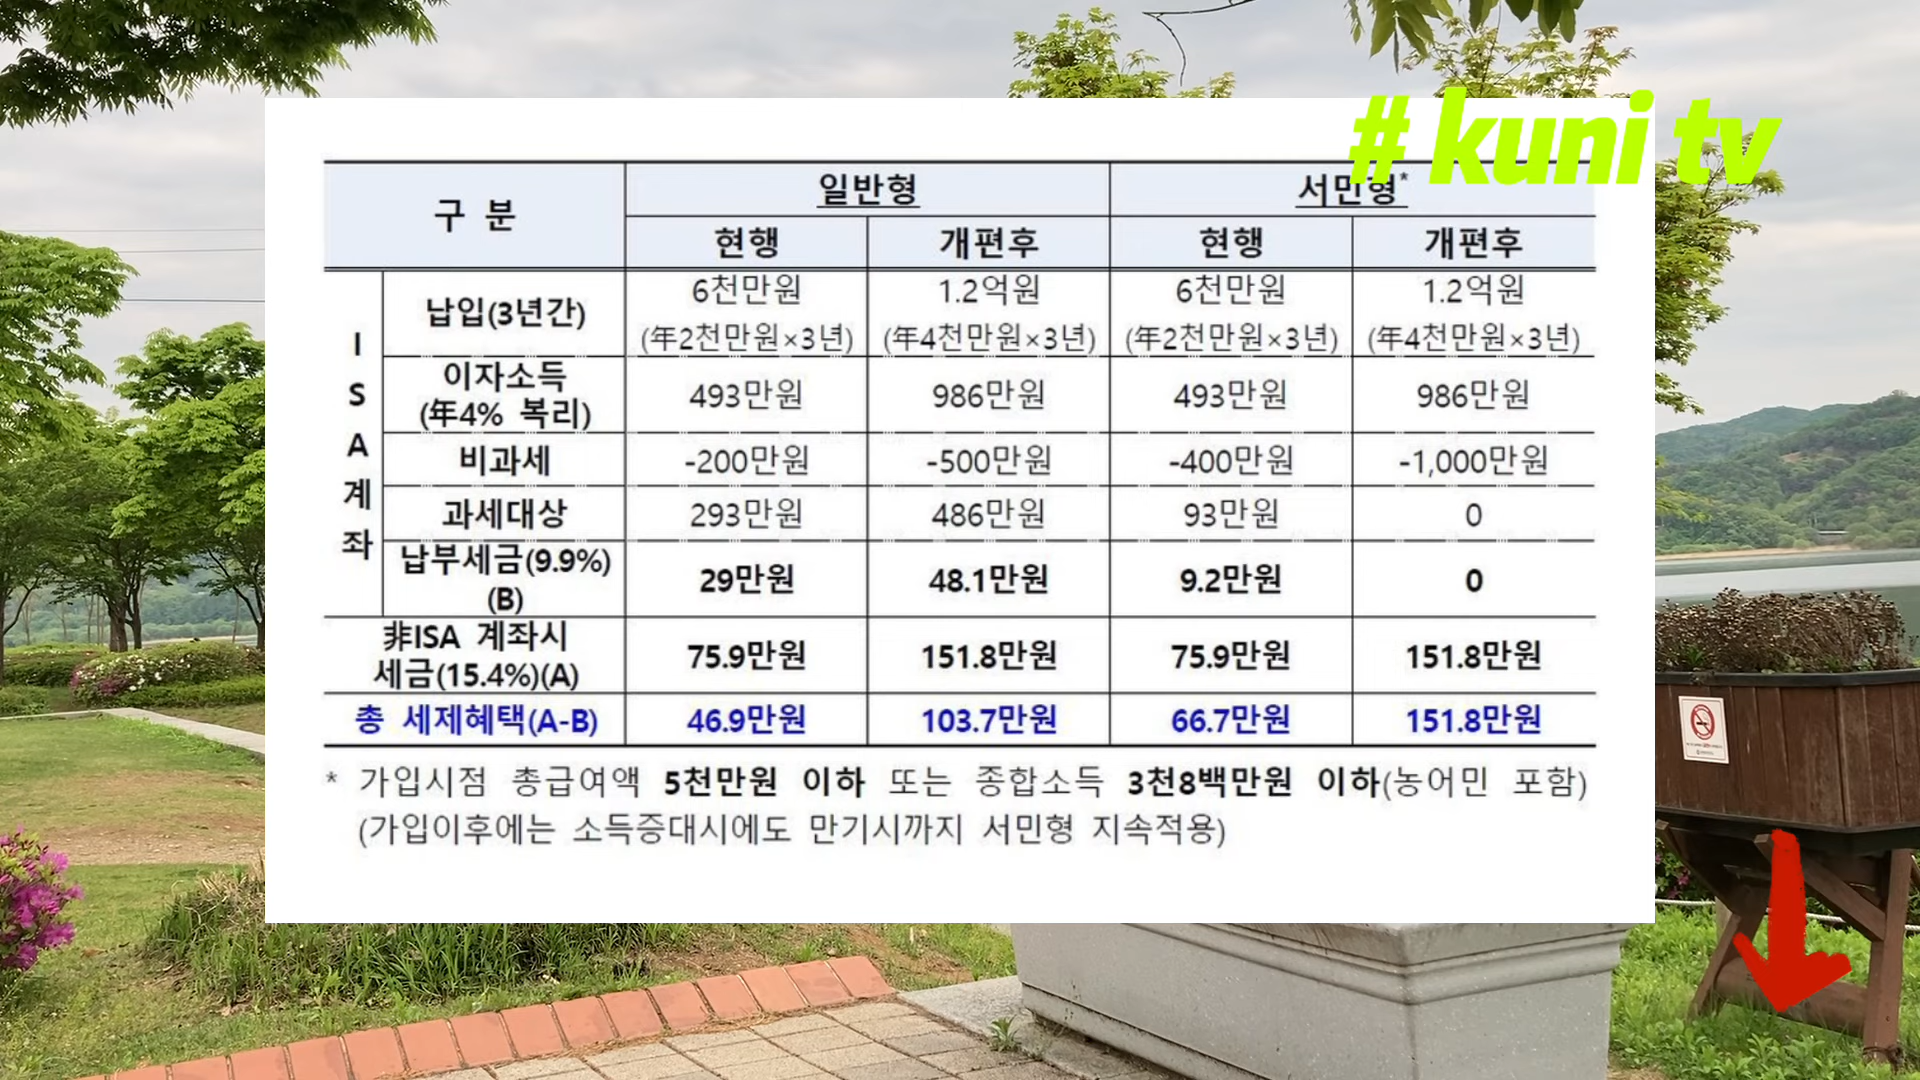 # kuni tv
구 분 일반형 서민형*
현행 개편후 현행 개편후
ISA계좌
납입(3년간) 6천만원 1.2억원 6천만원 1.2억원
(年2천만원×3년) (年4천만원×3년) (年2천만원×3년) (年4천만원×3년)
이자소득
(年4% 복리) 493만원 986만원 493만원 986만원
비과세 -200만원 -500만원 -400만원 -1,000만원
과세대상 293만원 486만원 93만원 0
납부세금(9.9%)
(B) 29만원 48.1만원 9.2만원 0
非ISA 계좌시
세금(15.4%)(A) 75.9만원 151.8만원 75.9만원 151.8만원
총 세제혜택(A-B) 46.9만원 103.7만원 66.7만원 151.8만원
* 가입시점 총급여액 5천만원 이하 또는 종합소득 3천8백만원 이하(농어민 포함)
(가입이후에는 소득증대시에도 만기시까지 서민형 지속적용)